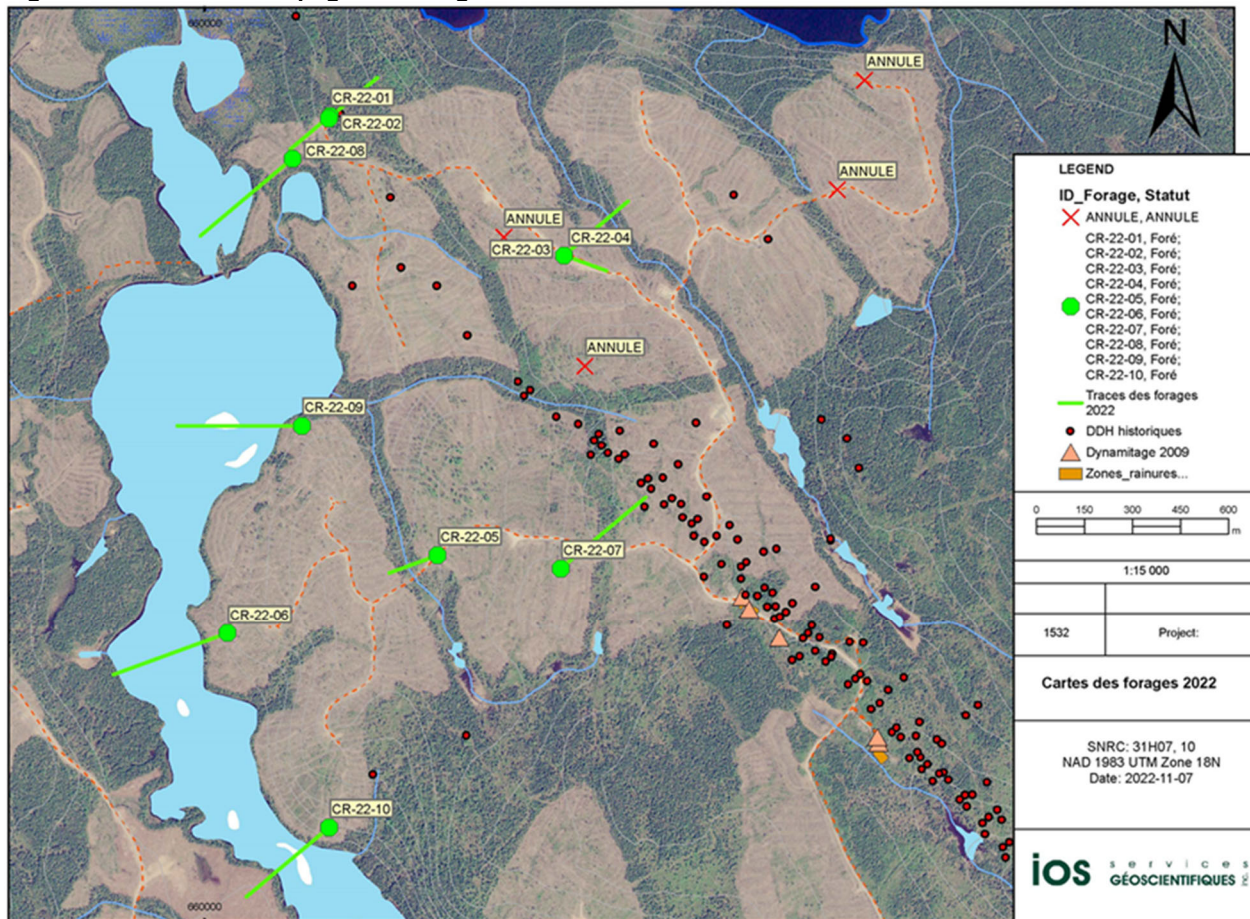 660000
N
ANNULE
CR-22-01
CR-22-02
CR-22-08
ANNULE
ANNULE
CR-22-04
CR-22-03
ANNULE
CR-22-09
CR-22-05
CR-22-07
CR-22-06
CR-22-10
660000
LEGEND
ID_Forage, Statut
ANNULE, ANNULE
CR-22-01, Foré;
CR-22-02, Foré;
CR-22-03, Foré;
CR-22-04, Foré;
CR-22-05, Foré;
CR-22-06, Foré;
CR-22-07, Foré;
CR-22-08, Foré;
CR-22-09, Foré;
CR-22-10, Foré
Traces des forages
2022
DDH historiques
Dynamitage 2009
Zones_rainures...
0 150 300 450 600
m
1:15 000
1532 Project:
Cartes des forages 2022
SNRC: 31H07, 10
NAD 1983 UTM Zone 18N
Date: 2022-11-07
ios services
GÉOSCIENTIFIQUES inc.